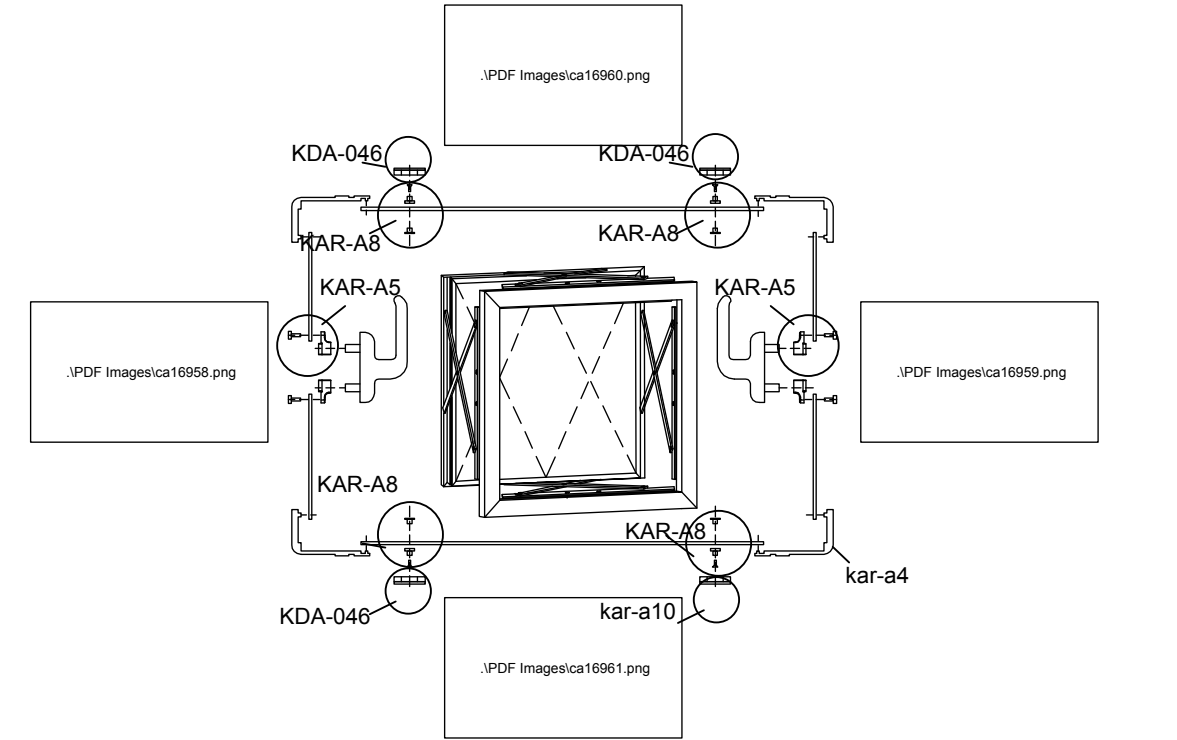 .\PDF Images\ca16960.png
KDA-046
KDA-046
KAR-A8
KAR-A8
KAR-A5
KAR-A5
.\PDF Images\ca16958.png
.\PDF Images\ca16959.png
KAR-A8
KAR-A8
kar-a4
KDA-046
kar-a10
.\PDF Images\ca16961.png